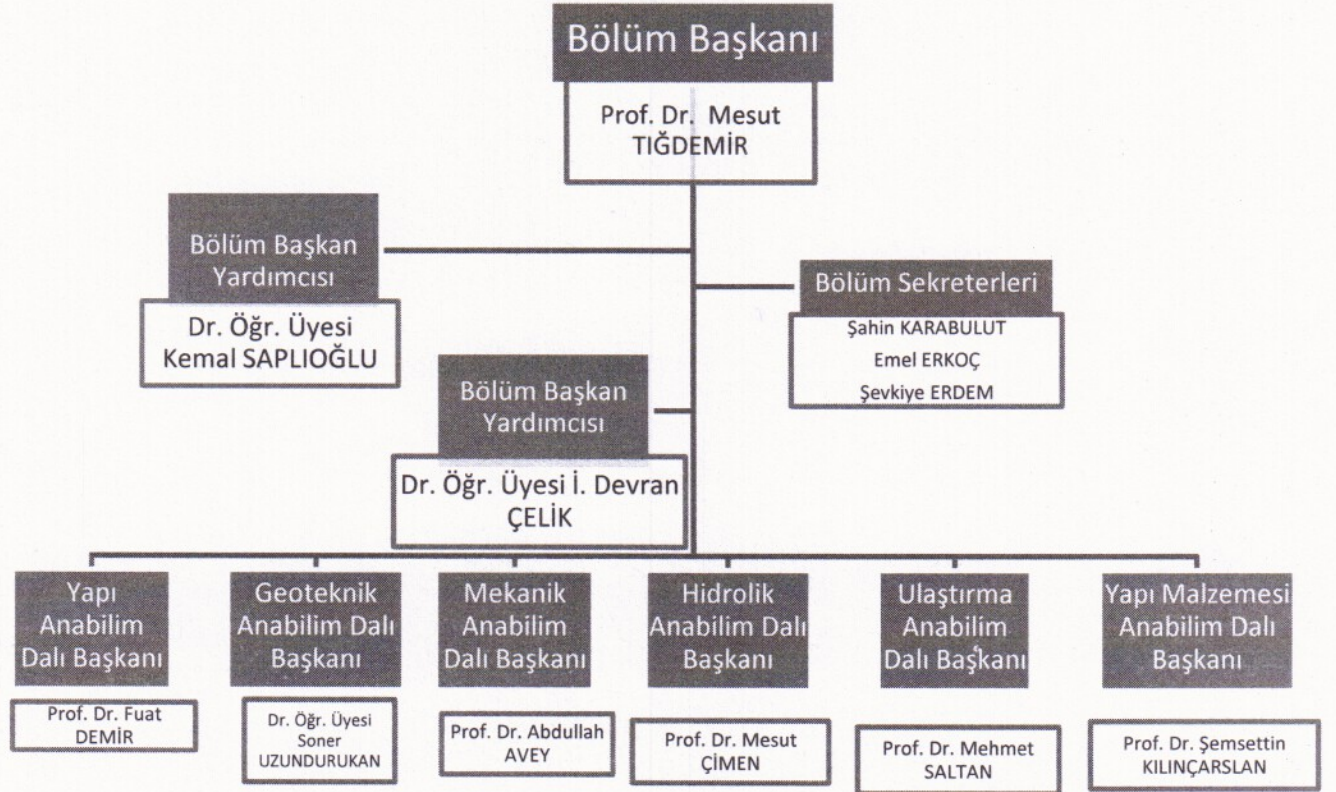 Bölüm Başkanı
Prof. Dr. Mesut
TIĞDEMİR
Bölüm Başkan
Yardımcısı
Dr. Öğr. Üyesi
Kemal SAPLIOĞLU
Bölüm Sekreterleri
Şahin KARABULUT
Emel ERKOÇ
Şevkiye ERDEM
Bölüm Başkan
Yardımcısı
Dr. Öğr. Üyesi İ. Devran
ÇELİK
Yapı
Anabilim
Dalı Başkanı
Prof. Dr. Fuat
DEMİR
Geoteknik
Anabilim Dalı
Başkanı
Dr. Öğr. Üyesi
Soner
UZUNDURUKAN
Mekanik
Anabilim
Dalı Başkanı
Prof. Dr. Abdullah
AVEY
Hidrolik
Anabilim Dalı
Başkanı
Prof. Dr. Mesut
ÇİMEN
Ulaştırma
Anabilim
Dalı Başkanı
Prof. Dr. Mehmet
SALTAN
Yapı Malzemesi
Anabilim Dalı
Başkanı
Prof. Dr. Şemsettin
KILINÇARSLAN